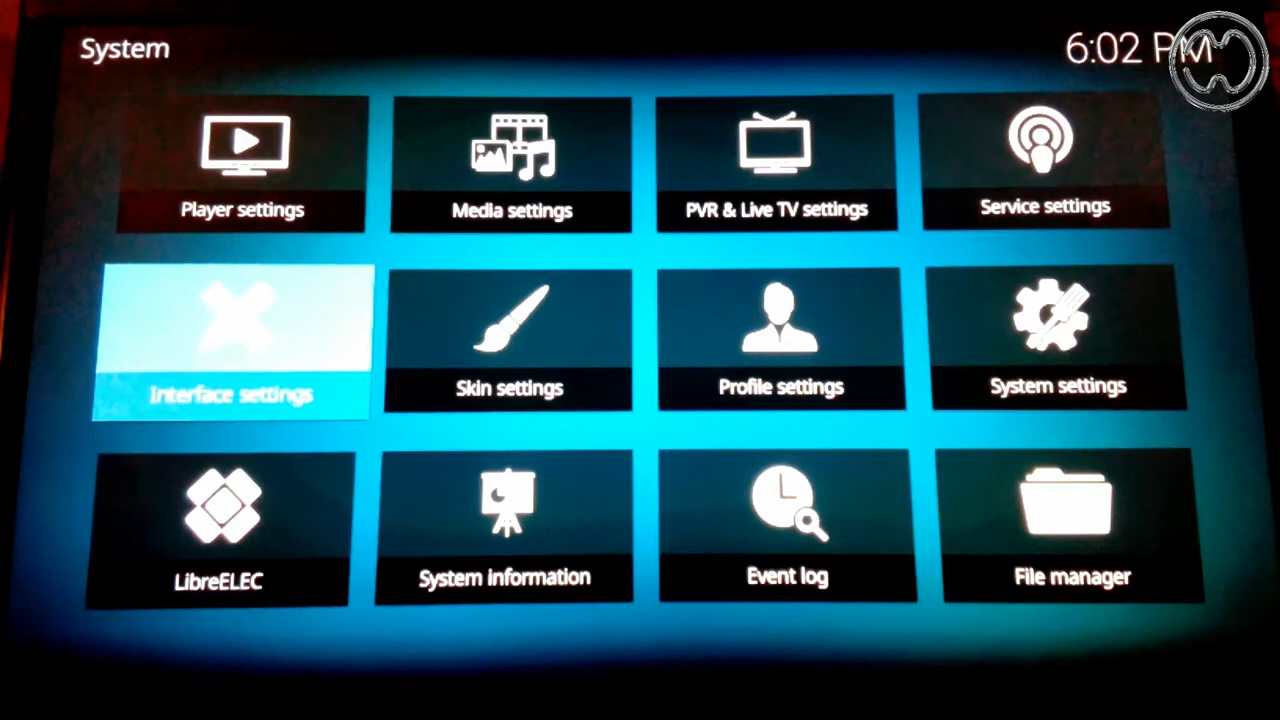 System
6:02 PM
Player settings
Media settings
PVR & Live TV settings
Service settings
Interface settings
Skin settings
Profile settings
System settings
LibreELEC
System information
Event log
File manager